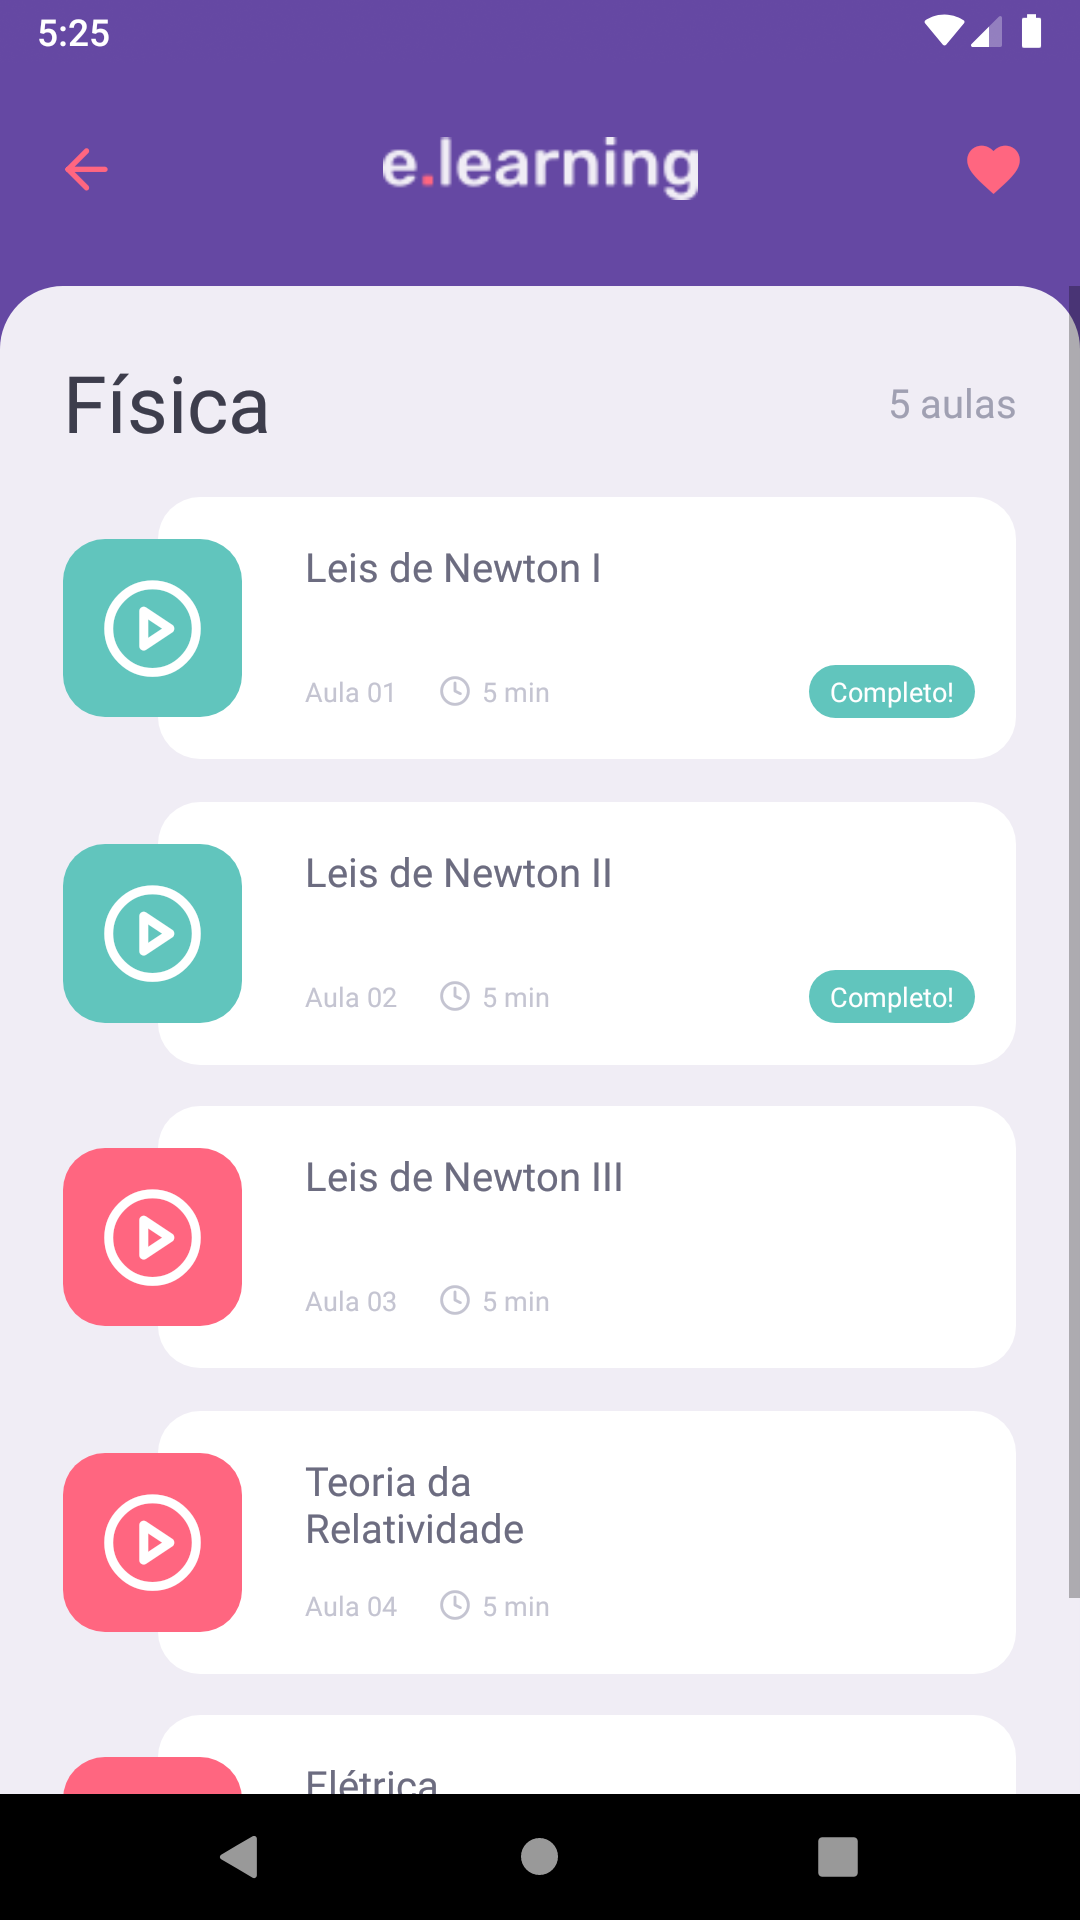 5:25
e.learning
Física
5 aulas
Leis de Newton I
Aula 01
5 min
Completo!
Leis de Newton II
Aula 02
5 min
Completo!
Leis de Newton III
Aula 03
5 min
Teoria da
Relatividade
Aula 04
5 min
Elétrica